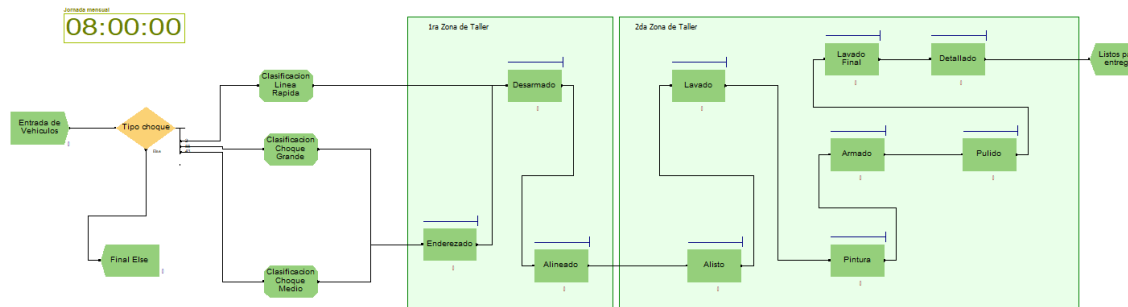 Jornada mensual
08:00:00
1ra Zona de Taller
2da Zona de Taller
Entrada de
Vehiculos
Tipo choque
Else
Clasificacion
Linea
Rapida
Clasificacion
Choque
Grande
Clasificacion
Choque
Medio
Final Else
Desarmado
Enderezado
Alineado
Lavado
Alisto
Lavado
Final
Detallado
Armado
Pulido
Pintura
Listos
entreg